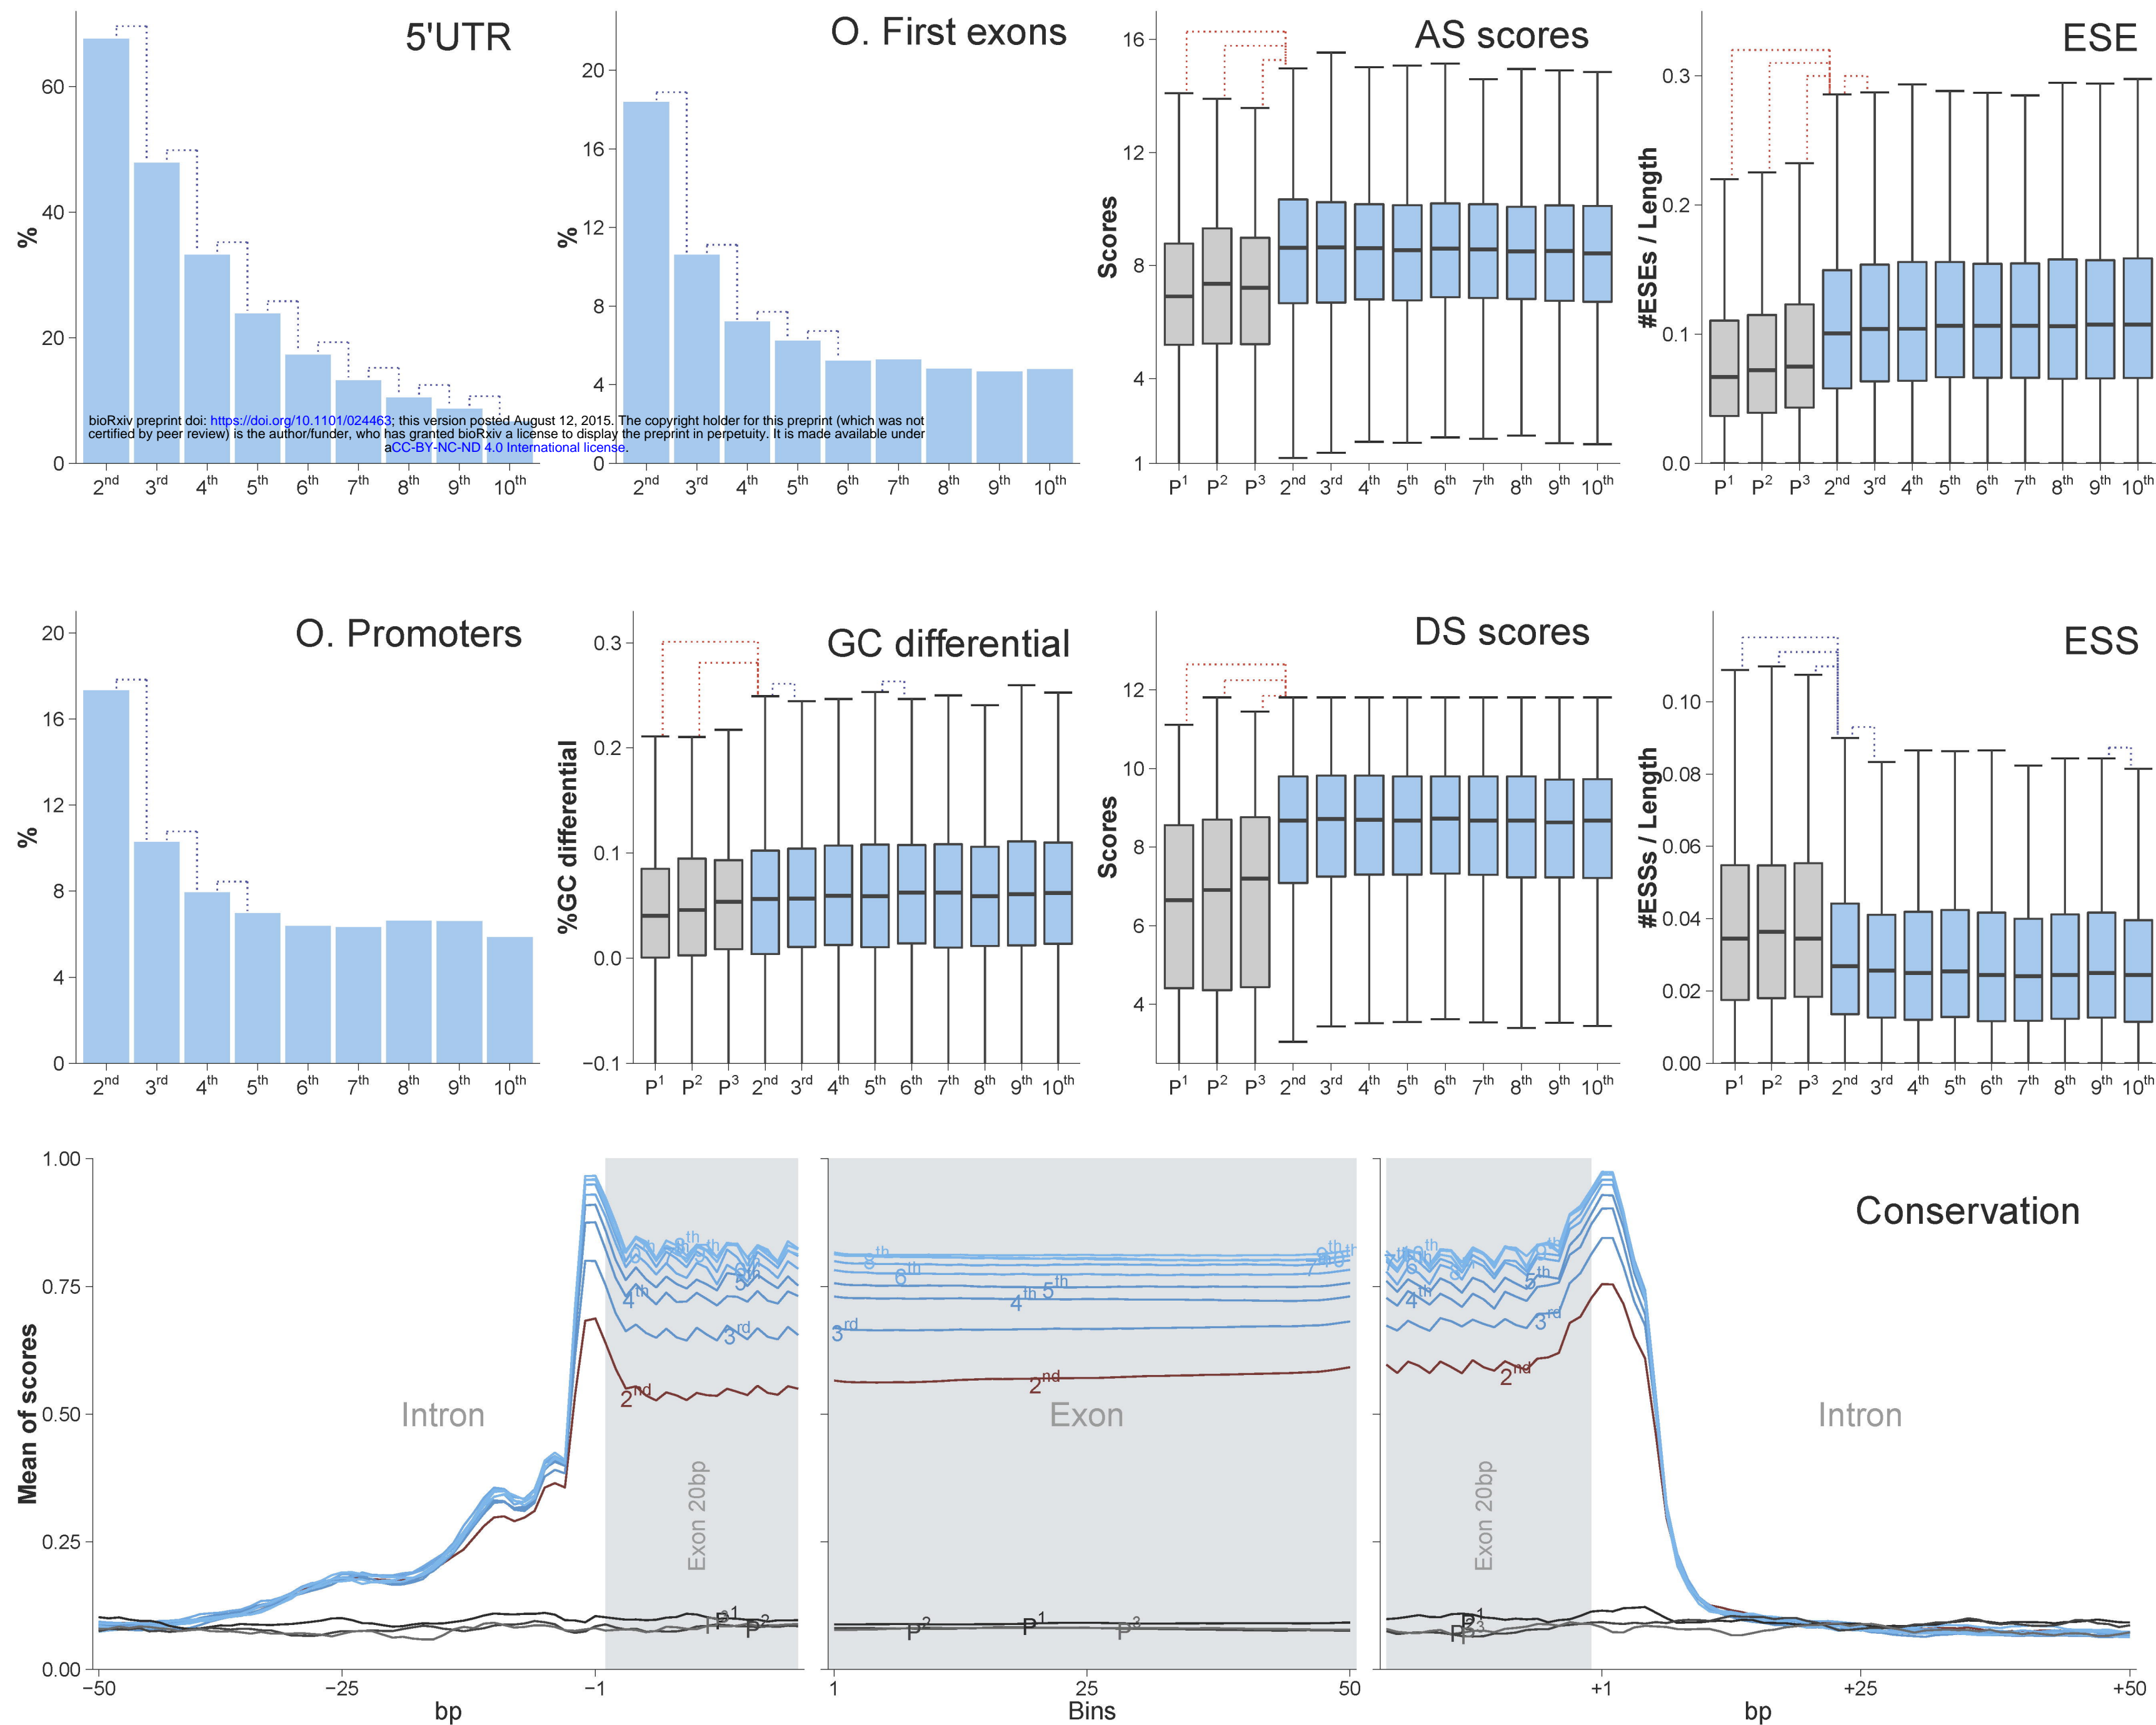 5'UTR
%
60
40
20
0
2nd 3rd 4th 5th 6th 7th 8th 9th 10th
O. First exons
%
20
16
12
8
4
0
2nd 3rd 4th 5th 6th 7th 8th 9th 10th
AS scores
Scores
16
12
8
4
1
P1 P2 P3 2nd 3rd 4th 5th 6th 7th 8th 9th 10th
ESE
#ESEs / Length
0.3
0.2
0.1
0.0
P1 P2 P3 2nd 3rd 4th 5th 6th 7th 8th 9th 10th
bioRxiv preprint doi: https://doi.org/10.1101/024463; this version posted August 12, 2015. The copyright holder for this preprint (which was not
certified by peer review) is the author/funder, who has granted bioRxiv a license to display the preprint in perpetuity. It is made available under
aCC-BY-NC-ND 4.0 International license.
O. Promoters
%
20
16
12
8
4
0
2nd 3rd 4th 5th 6th 7th 8th 9th 10th
GC differential
%GC differential
0.3
0.2
0.1
0.0
−0.1
P1 P2 P3 2nd 3rd 4th 5th 6th 7th 8th 9th 10th
DS scores
Scores
12
10
8
6
4
P1 P2 P3 2nd 3rd 4th 5th 6th 7th 8th 9th 10th
ESS
#ESSs / Length
0.10
0.08
0.06
0.04
0.02
0.00
P1 P2 P3 2nd 3rd 4th 5th 6th 7th 8th 9th 10th
Conservation
Mean of scores
1.00
0.75
0.50
0.25
0.00
Intron
Exon 20bp
5th
4th
3rd
2nd
P1
P2
−50 −25 −1
bp
Exon
8th
6th
5th
4th
3rd
2nd
P2 P1 P3
1 25 50
Bins
Exon 20bp
Intron
5th
4th
3rd
2nd
+1 +25 +50
bp